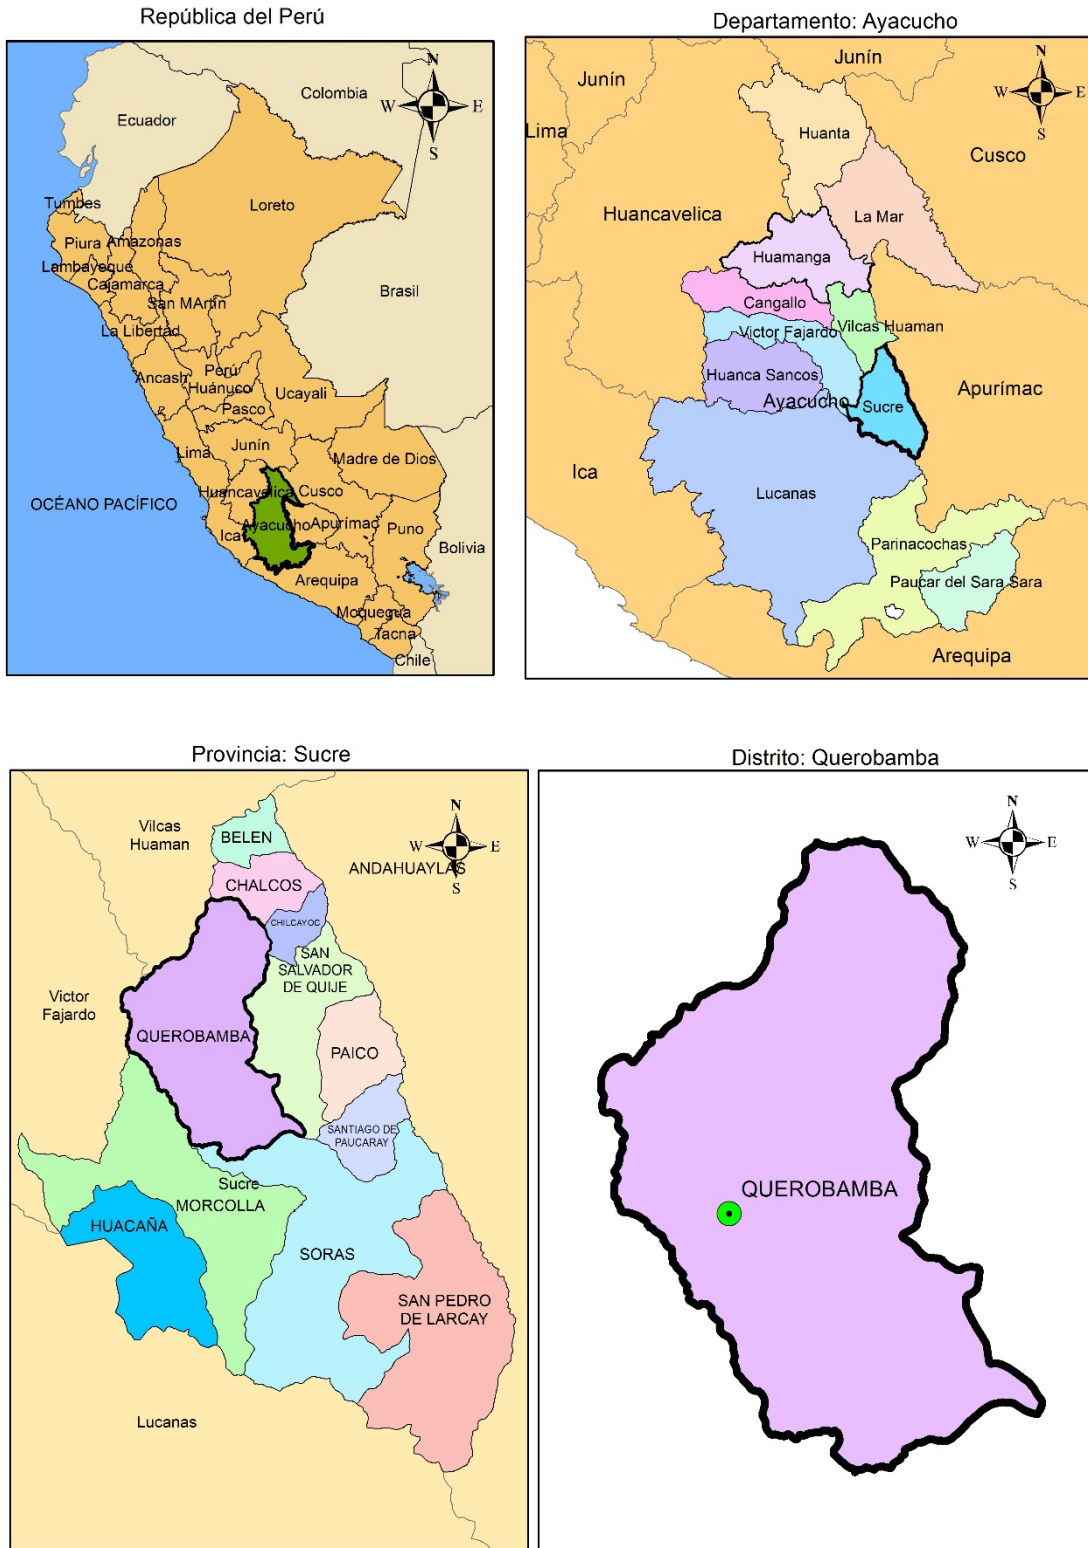 República del Perú
N
W E
S
Colombia
Ecuador
Loreto
Tumbes
Piura
Amazonas
Lambayeque
Cajamarca
San MArtín
Brasil
La Libertad
Ancash
Perú
Huánuco
Ucayali
Pasco
Junín
Lima
Madre de Dios
Huancavelica
Cusco
OCÉANO PACÍFICO
Ayacucho
Apurímac
Ica
Puno
Bolivia
Arequipa
Moquegua
Tacna
Chile
Departamento: Ayacucho
N
W E
S
Junín
Junín
Lima
Huanta
Cusco
Huancavelica
La Mar
Huamanga
Cangallo
Victor Fajardo
Vilcas Huaman
Huanca Sancos
Apurímac
Ayacucho
Sucre
Ica
Lucanas
Parinacochas
Paucar del Sara Sara
Arequipa
Provincia: Sucre
N
W E
S
Vilcas
Huaman
BELEN
ANDAHUAYLAS
CHALCOS
CHILCAYOC
SAN
SALVADOR
DE QUIJE
Victor
Fajardo
QUEROBAMBA
PAICO
SANTIAGO DE
PAUCARAY
Sucre
MORCOLLA
HUACAÑA
SORAS
SAN PEDRO
DE LARCAY
Lucanas
Distrito: Querobamba
N
W E
S
QUEROBAMBA